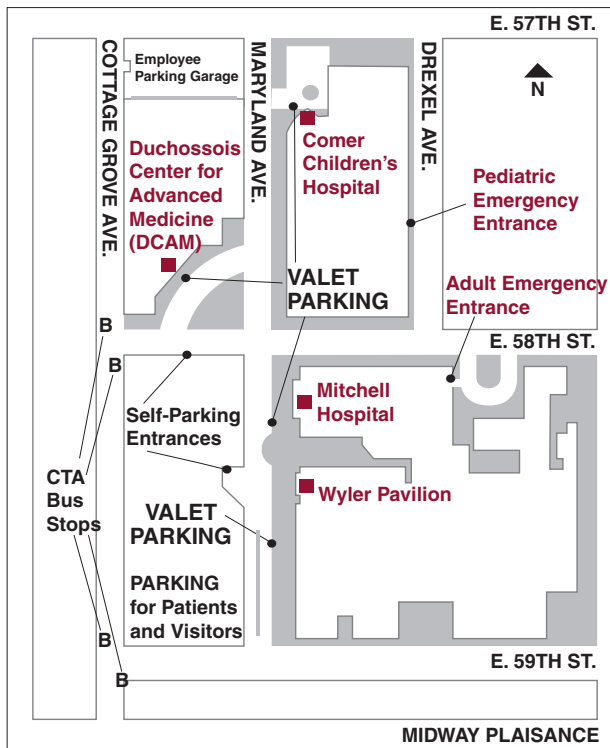 E. 57TH ST.
COTTAGE GROVE AVE.
Employee
Parking Garage
MARYLAND AVE.
DREXEL AVE.
N
Duchossois
Center for
Advanced
Medicine
(DCAM)
Comer
Children's
Hospital
Pediatric
Emergency
Entrance
VALET
PARKING
Adult Emergency
Entrance
B
E. 58TH ST.
B
Mitchell
Hospital
Self-Parking
Entrances
CTA
Bus
Stops
Wyler Pavilion
VALET
PARKING
PARKING
for Patients
and Visitors
B
E. 59TH ST.
B
MIDWAY PLAISANCE